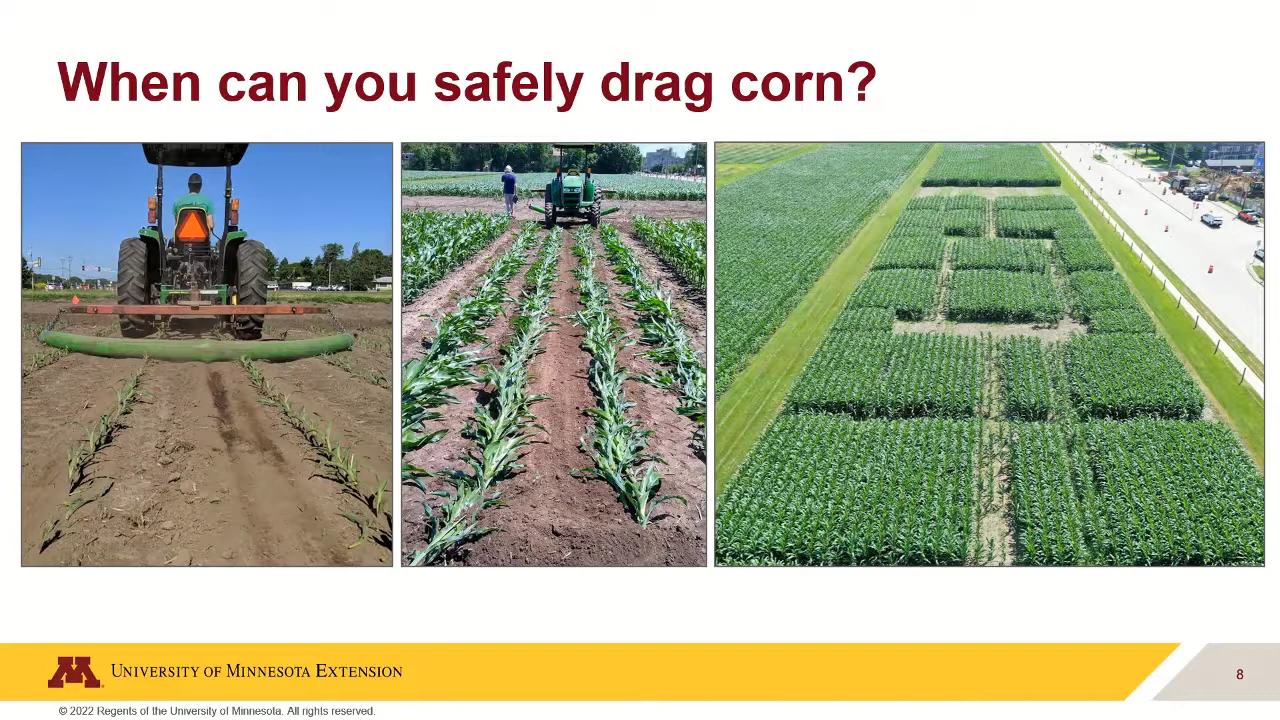 When can you safely drag corn?
University of Minnesota Extension
8
© 2022 Regents of the University of Minnesota. All rights reserved.